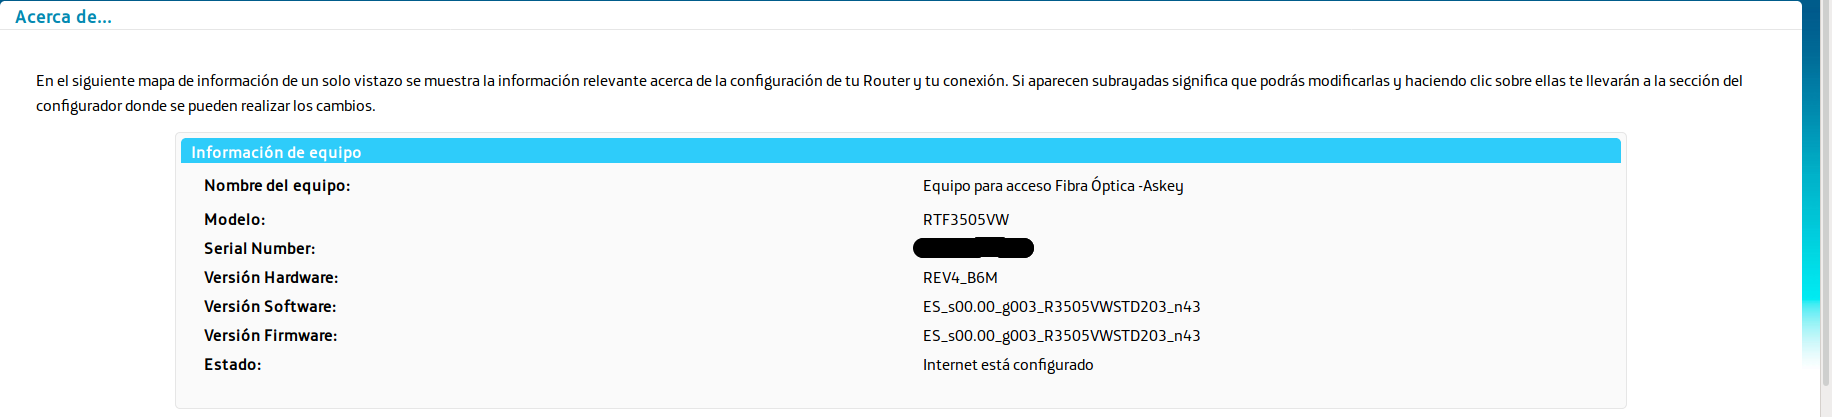 Acerca de...
En el siguiente mapa de información de un solo vistazo se muestra la información relevante acerca de la configuración de tu Router y tu conexión. Si aparecen subrayadas significa que podrás modificarlas y haciendo clic sobre ellas te llevarán a la sección del
configurador donde se pueden realizar los cambios.
Información de equipo
Nombre del equipo: Equipo para acceso Fibra Óptica -Askey
Modelo: RTF3505VW
Serial Number:
Versión Hardware: REV4_B6M
Versión Software: ES_s00.00_g003_R3505VWSTD203_n43
Versión Firmware: ES_s00.00_g003_R3505VWSTD203_n43
Estado: Internet está configurado